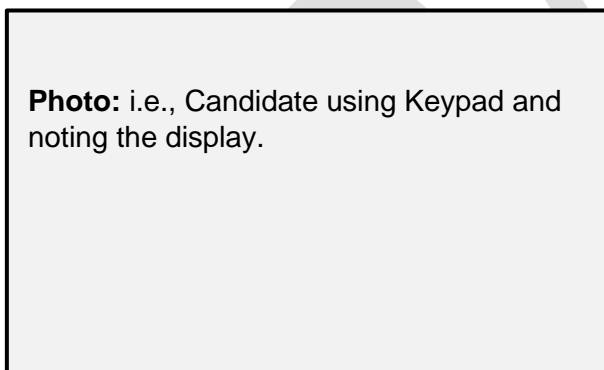 Photo: i.e., Candidate using Keypad and
noting the display.